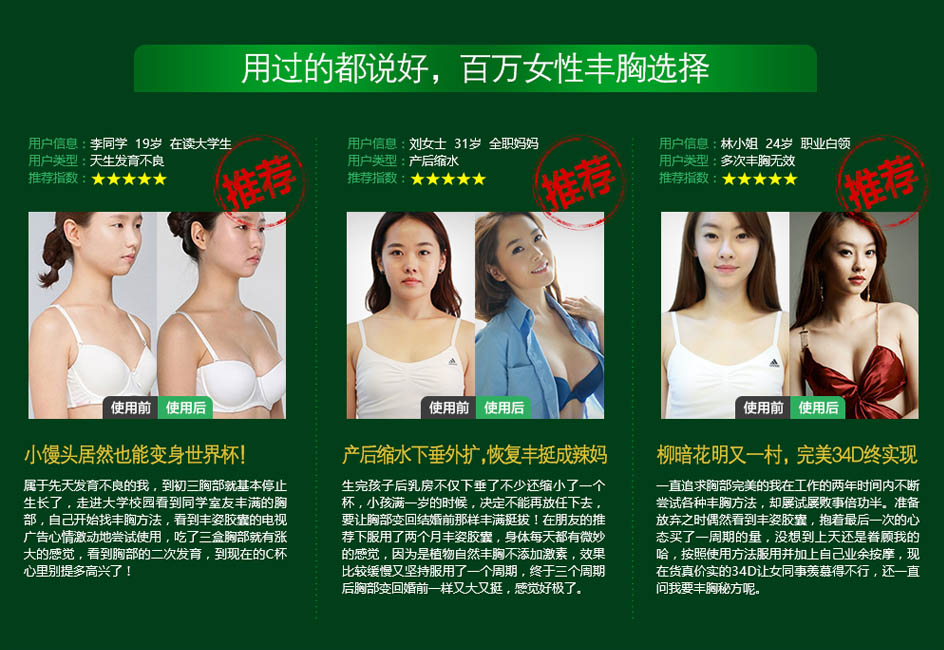 用过的都说好，百万女性丰胸选择
用户信息：李同学 19岁 在读大学生
用户类型：天生发育不良
推荐指数：★★★★★
推荐
使用前
使用后
小馒头居然也能变身世界杯！
属于先天发育不良的我，到初三胸部就基本停止
生长了，走进大学校园看到同学室友丰满的胸
部，自己开始找丰胸方法，看到丰姿胶囊的电视
广告心情激动地尝试使用，吃了三盒胸部就有涨
大的感觉，看到胸部的二次发育，到现在的C杯
心里别提多高兴了！
用户信息：刘女士 31岁 全职妈妈
用户类型：产后缩水
推荐指数：★★★★★
推荐
使用前
使用后
产后缩水下垂外扩,恢复丰挺成辣妈
生完孩子后乳房不仅下垂了不少还缩小了一个
杯，小孩满一岁的时候，决定不能再放任下去，
要让胸部变回结婚前那样丰满挺拔！在朋友的推荐
下服用了两个月丰姿胶囊，身体每天都有微妙
的感觉，因为是植物自然丰胸不添加激素，效果
比较缓慢又坚持服用了一个周期，终于三个周期
后胸部变回婚前一样又大又挺，感觉好极了。
用户信息：林小姐 24岁 职业白领
用户类型：多次丰胸无效
推荐指数：★★★★★
推荐
使用前
使用后
柳暗花明又一村，完美34D终实现
一直追求胸部完美的我在工作的两年时间内不断
尝试各种丰胸方法，却屡试屡败事倍功半。准备
放弃之时偶然看到丰姿胶囊，抱着最后一次的心
态买了一周期的量，没想到上天还是眷顾我的
哈，按照使用方法服用并加上自己业余按摩，现
在货真价实的34D让女同事羡慕得不行，还一直
问我要丰胸秘方呢。